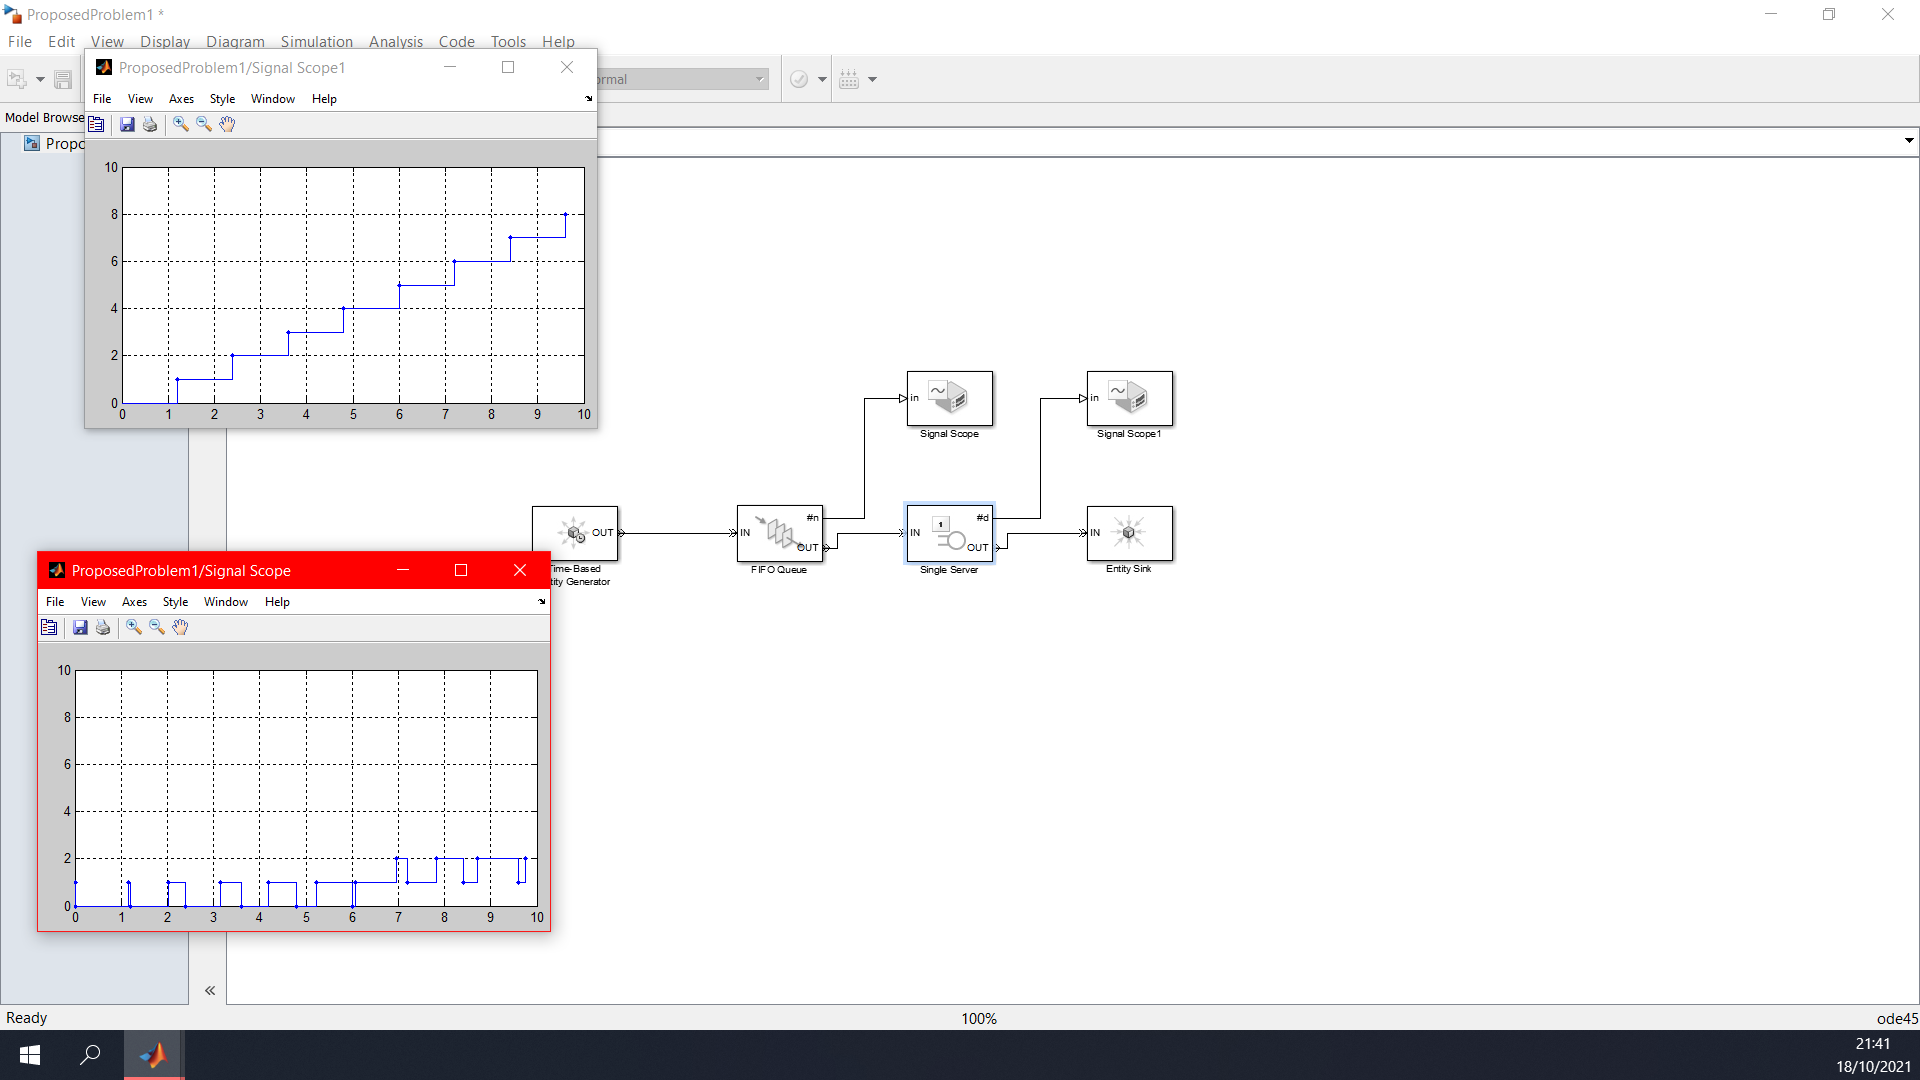 ProposedProblem1 *
File Edit View Display Diagram Simulation Analysis Code Tools Help
ProposedProblem1/Signal Scope1
ormal
File View Axes Style Window Help
Model Browse
Propo
10
8
6
4
2
0
0 1 2 3 4 5 6 7 8 9 10
in
Signal Scope
in
Signal Scope1
OUT
Time-Based
tity Generator
IN
#n
OUT
FIFO Queue
IN
1
#d
OUT
Single Server
IN
Entity Sink
ProposedProblem1/Signal Scope
File View Axes Style Window Help
10
8
6
4
2
0
0 1 2 3 4 5 6 7 8 9 10
«
Ready
100%
ode45
21:41
18/10/2021